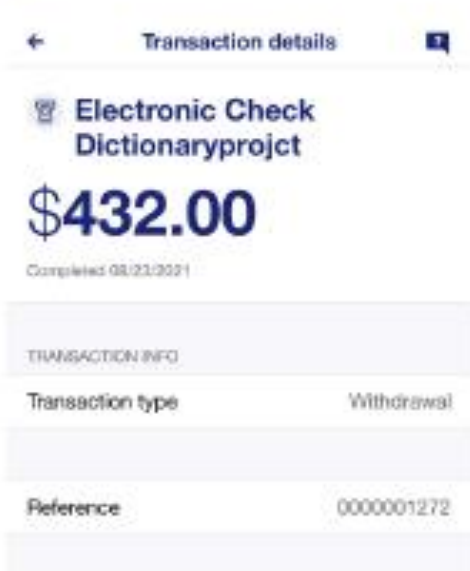 Transaction details
Electronic Check
Dictionaryprojct
$432.00
Completed 08/23/2021
TRANSACTION INFO
Transaction type Withdrawal
Reference 0000001272